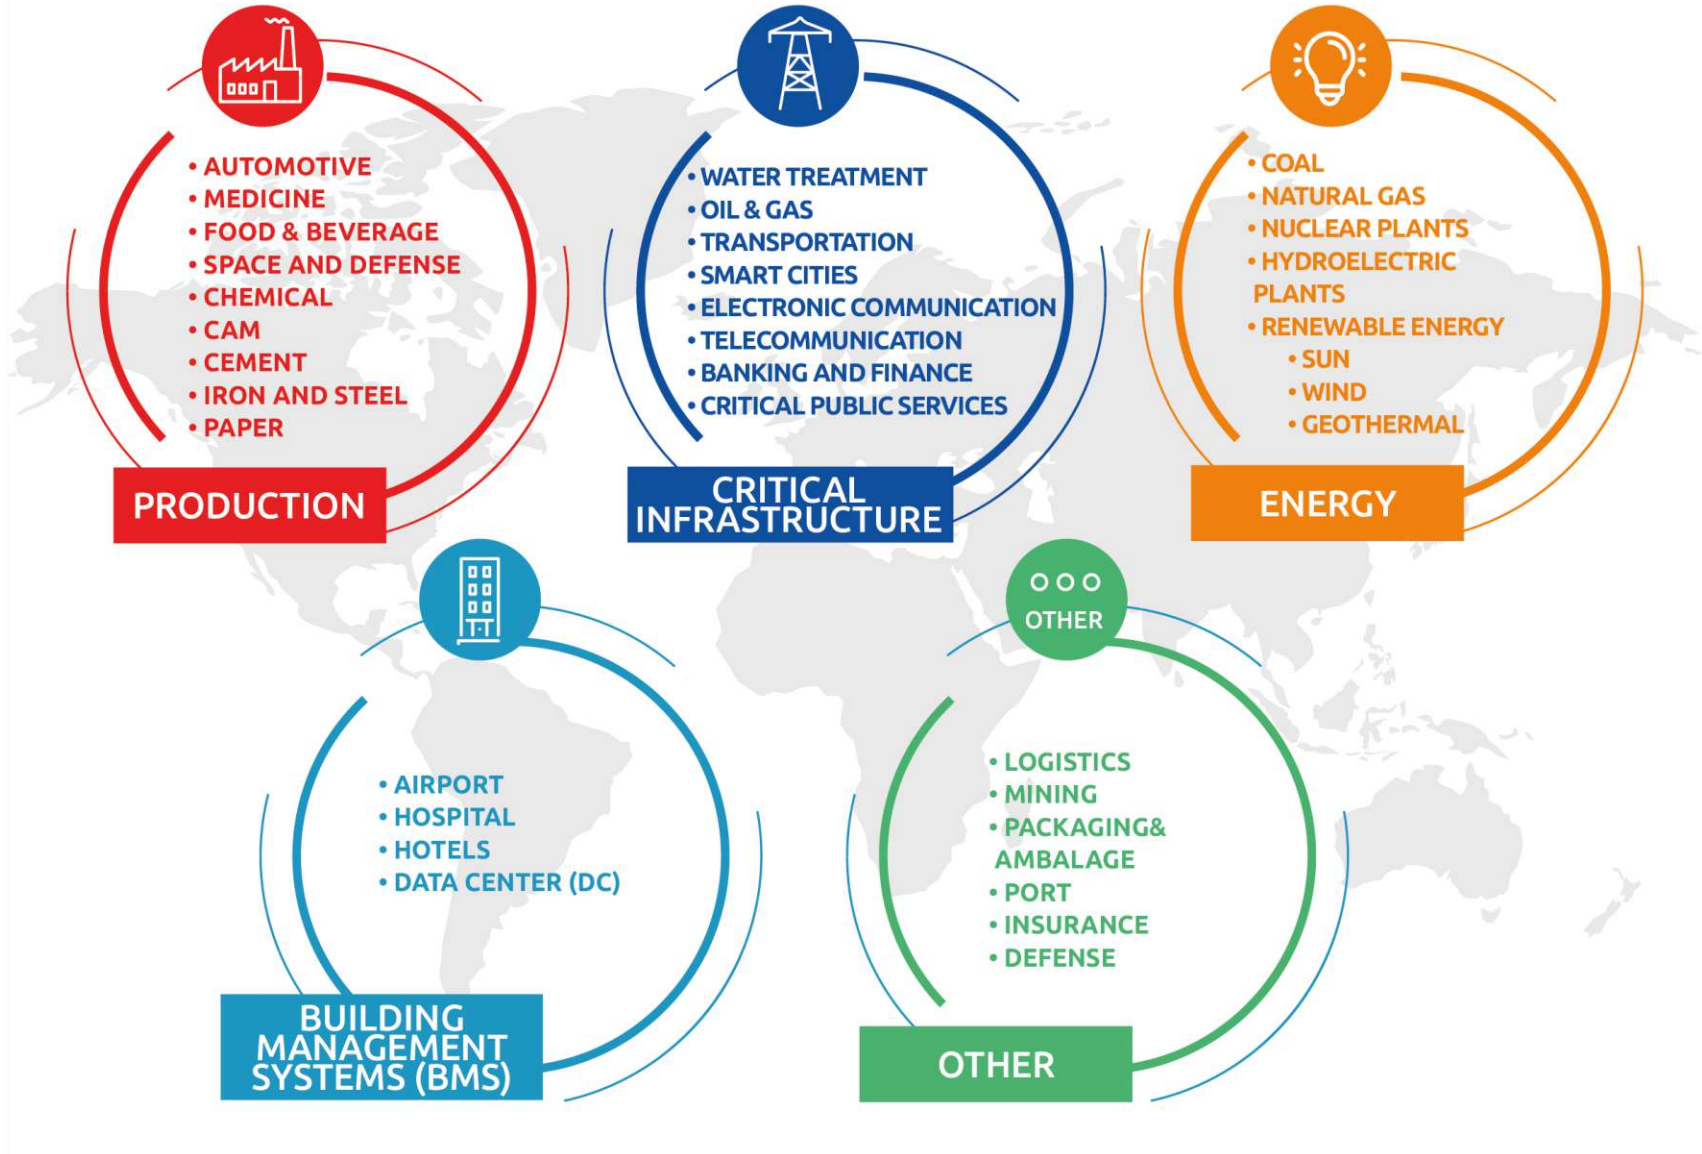 • AUTOMOTIVE
• MEDICINE
• FOOD & BEVERAGE
• SPACE AND DEFENSE
• CHEMICAL
• CAM
• CEMENT
• IRON AND STEEL
• PAPER
PRODUCTION
• WATER TREATMENT
• OIL & GAS
• TRANSPORTATION
• SMART CITIES
• ELECTRONIC COMMUNICATION
• TELECOMMUNICATION
• BANKING AND FINANCE
• CRITICAL PUBLIC SERVICES
CRITICAL
INFRASTRUCTURE
• COAL
• NATURAL GAS
• NUCLEAR PLANTS
• HYDROELECTRIC
PLANTS
• RENEWABLE ENERGY
• SUN
• WIND
• GEOTHERMAL
ENERGY
• AIRPORT
• HOSPITAL
• HOTELS
• DATA CENTER (DC)
BUILDING
MANAGEMENT
SYSTEMS (BMS)
OTHER
• LOGISTICS
• MINING
• PACKAGING&
AMBALAGE
• PORT
• INSURANCE
• DEFENSE
OTHER